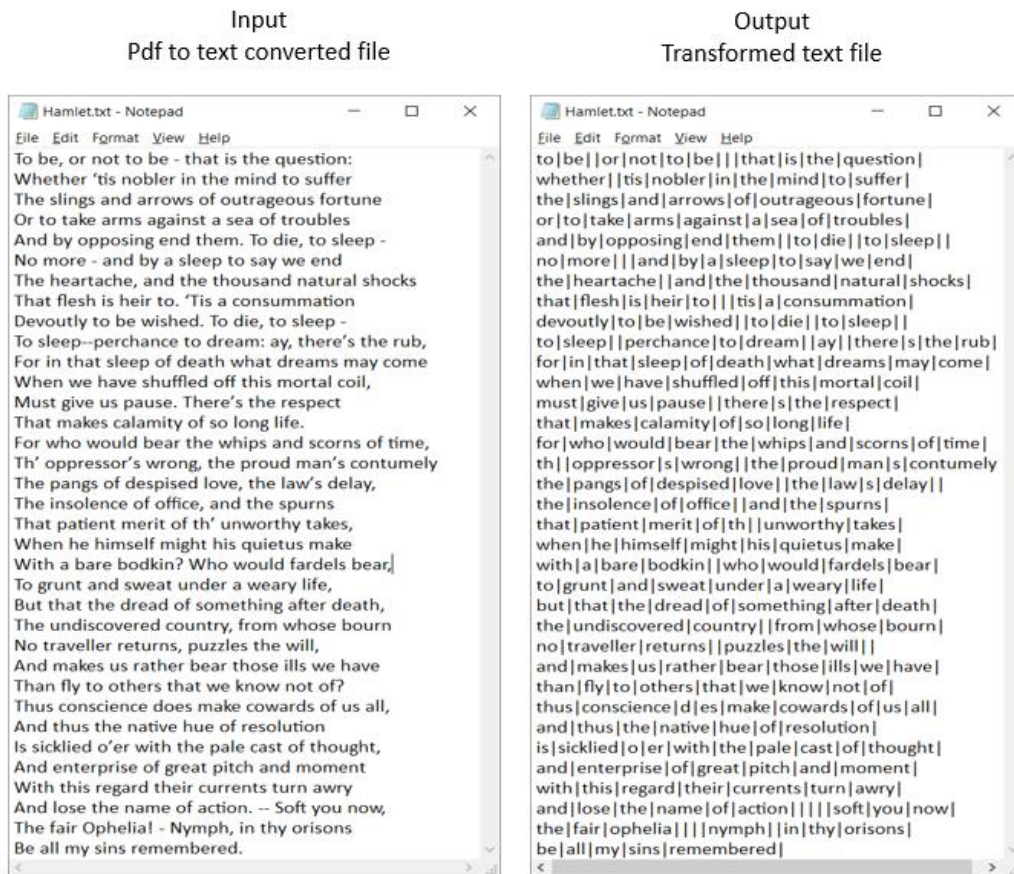 Input
Pdf to text converted file
Hamlet.txt - Notepad
File Edit Format View Help
To be, or not to be - that is the question:
Whether ‘tis nobler in the mind to suffer
The slings and arrows of outrageous fortune
Or to take arms against a sea of troubles
And by opposing end them. To die, to sleep -
No more - and by a sleep to say we end
The heartache, and the thousand natural shocks
That flesh is heir to. ‘Tis a consummation
Devoutly to be wished. To die, to sleep -
To sleep--perchance to dream: ay, there’s the rub,
For in that sleep of death what dreams may come
When we have shuffled off this mortal coil,
Must give us pause. There’s the respect
That makes calamity of so long life.
For who would bear the whips and scorns of time,
Th’ oppressor’s wrong, the proud man’s contumely
The pangs of despised love, the law’s delay,
The insolence of office, and the spurns
That patient merit of th’ unworthy takes,
When he himself might his quietus make
With a bare bodkin? Who would fardels bear,
To grunt and sweat under a weary life,
But that the dread of something after death,
The undiscovered country, from whose bourn
No traveller returns, puzzles the will,
And makes us rather bear those ills we have
Than fly to others that we know not of?
Thus conscience does make cowards of us all,
And thus the native hue of resolution
Is sicklied o’er with the pale cast of thought,
And enterprise of great pitch and moment
With this regard their currents turn awry
And lose the name of action. -- Soft you now,
The fair Ophelia! - Nymph, in thy orisons
Be all my sins remembered.
Output
Transformed text file
Hamlet.txt - Notepad
File Edit Format View Help
to|be||or|not|to|be|||that|is|the|question|
whether||tis|nobler|in|the|mind|to|suffer|
the|slings|and|arrows|of|outrageous|fortune|
or|to|take|arms|against|a|sea|of|troubles|
and|by|opposing|end|them||to|die||to|sleep||
no|more|||and|by|a|sleep|to|say|we|end|
the|heartache||and|the|thousand|natural|shocks|
that|flesh|is|heir|to|||tis|a|consummation|
devoutly|to|be|wished||to|die||to|sleep||
to|sleep||perchance|to|dream||ay||there|s|the|rub|
for|in|that|sleep|of|death|what|dreams|may|come|
when|we|have|shuffled|off|this|mortal|coil|
must|give|us|pause||there|s|the|respect|
that|makes|calamity|of|so|long|life|
for|who|would|bear|the|whips|and|scorns|of|time|
th||oppressor|s|wrong||the|proud|man|s|contumely
the|pangs|of|despised|love||the|law|s|delay||
the|insolence|of|office||and|the|spurns|
that|patient|merit|of|th||unworthy|takes|
when|he|himself|might|his|quietus|make|
with|a|bare|bodkin||who|would|fardels|bear|
to|grunt|and|sweat|under|a|weary|life|
but|that|the|dread|of|something|after|death|
the|undiscovered|country||from|whose|bourn|
no|traveller|returns||puzzles|the|will||
and|makes|us|rather|bear|those|ills|we|have|
than|fly|to|others|that|we|know|not|of|
thus|conscience|d|es|make|cowards|of|us|all|
and|thus|the|native|hue|of|resolution|
is|sicklied|o|er|with|the|pale|cast|of|thought|
and|enterprise|of|great|pitch|and|moment|
with|this|regard|their|currents|turn|awry|
and|lose|the|name|of|action|||||soft|you|now|
the|fair|ophelia||||nymph||in|thy|orisons|
be|all|my|sins|remembered|